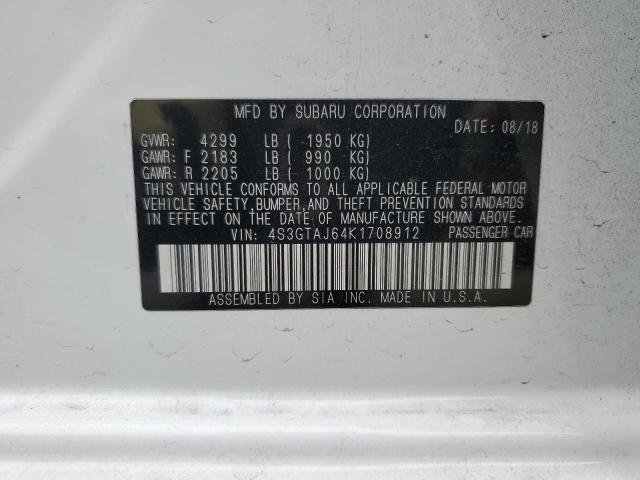 MFD BY SUBARU CORPORATION
DATE: 08/18
GVWR: 4299 LB ( 1950 KG)
GAWR: F 2183 LB ( 990 KG)
GAWR: R 2205 LB ( 1000 KG)
THIS VEHICLE CONFORMS TO ALL APPLICABLE FEDERAL MOTOR
VEHICLE SAFETY, BUMPER, AND THEFT PREVENTION STANDARDS
IN EFFECT ON THE DATE OF MANUFACTURE SHOWN ABOVE.
VIN: 4S3GTAJ64K1708912 PASSENGER CAR
ASSEMBLED BY SIA INC. MADE IN U.S.A.